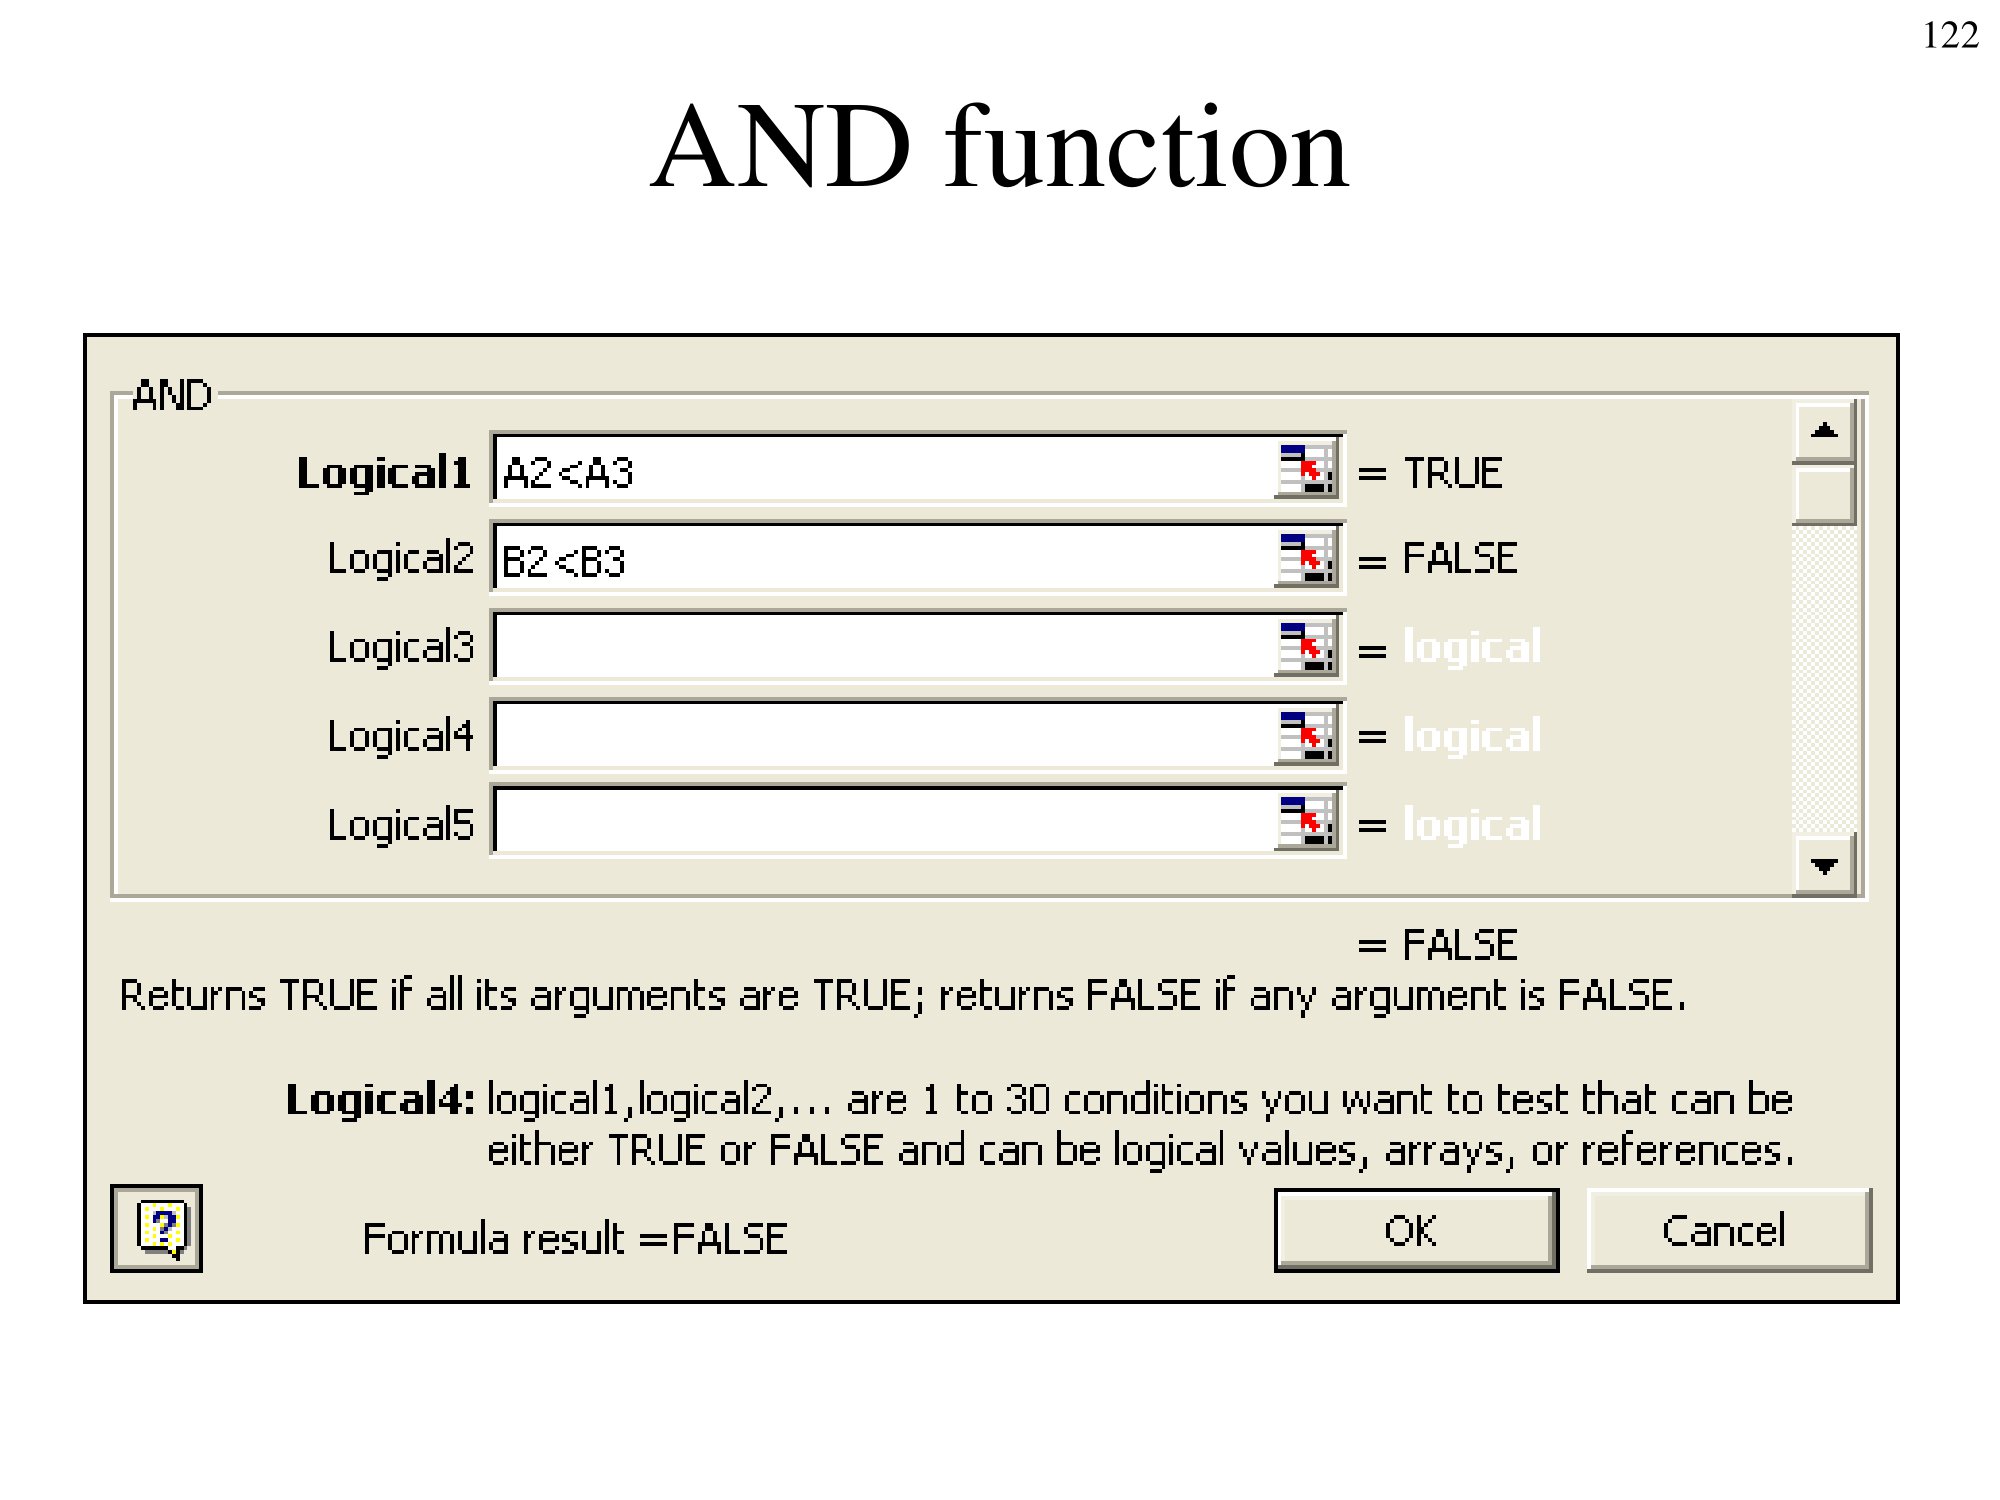 122
AND function
AND
Logical1 A2<A3 = TRUE
Logical2 B2<B3 = FALSE
Logical3 = logical
Logical4 = logical
Logical5 = logical
= FALSE
Returns TRUE if all its arguments are TRUE; returns FALSE if any argument is FALSE.
Logical4: logical1,logical2,... are 1 to 30 conditions you want to test that can be
either TRUE or FALSE and can be logical values, arrays, or references.
? Formula result =FALSE OK Cancel